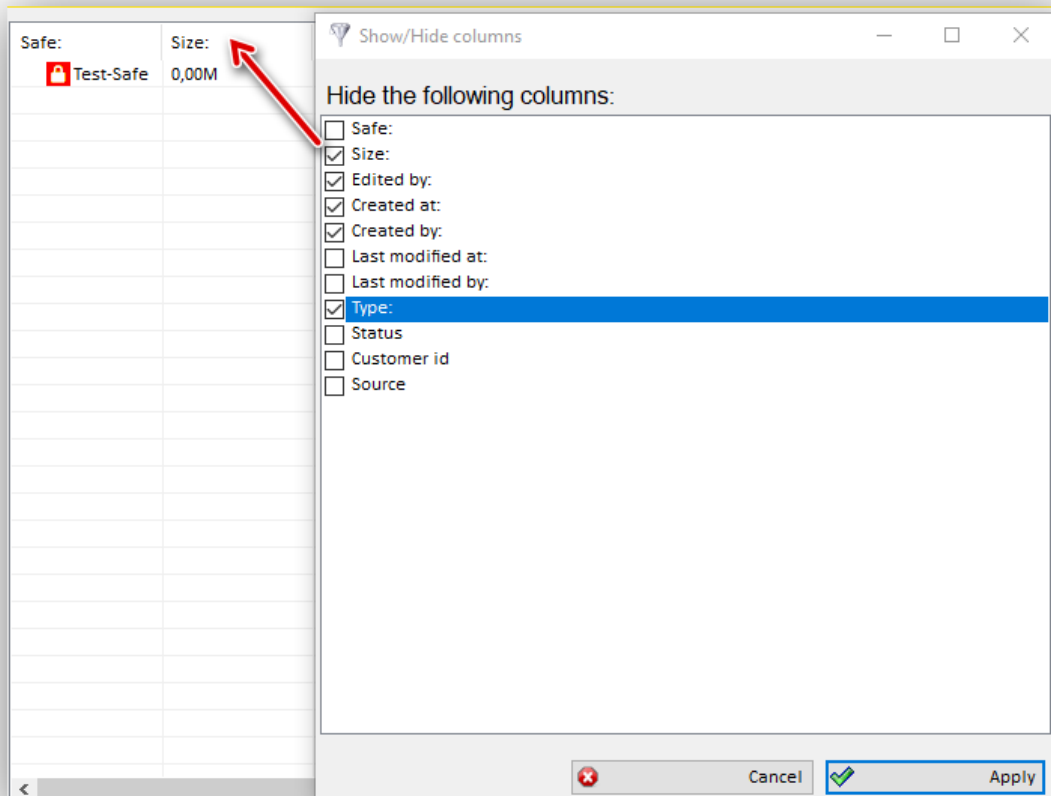 Safe: Size:
Test-Safe 0,00M
Show/Hide columns
Hide the following columns:
Safe:
Size:
Edited by:
Created at:
Created by:
Last modified at:
Last modified by:
Type:
Status
Customer id
Source
Cancel Apply